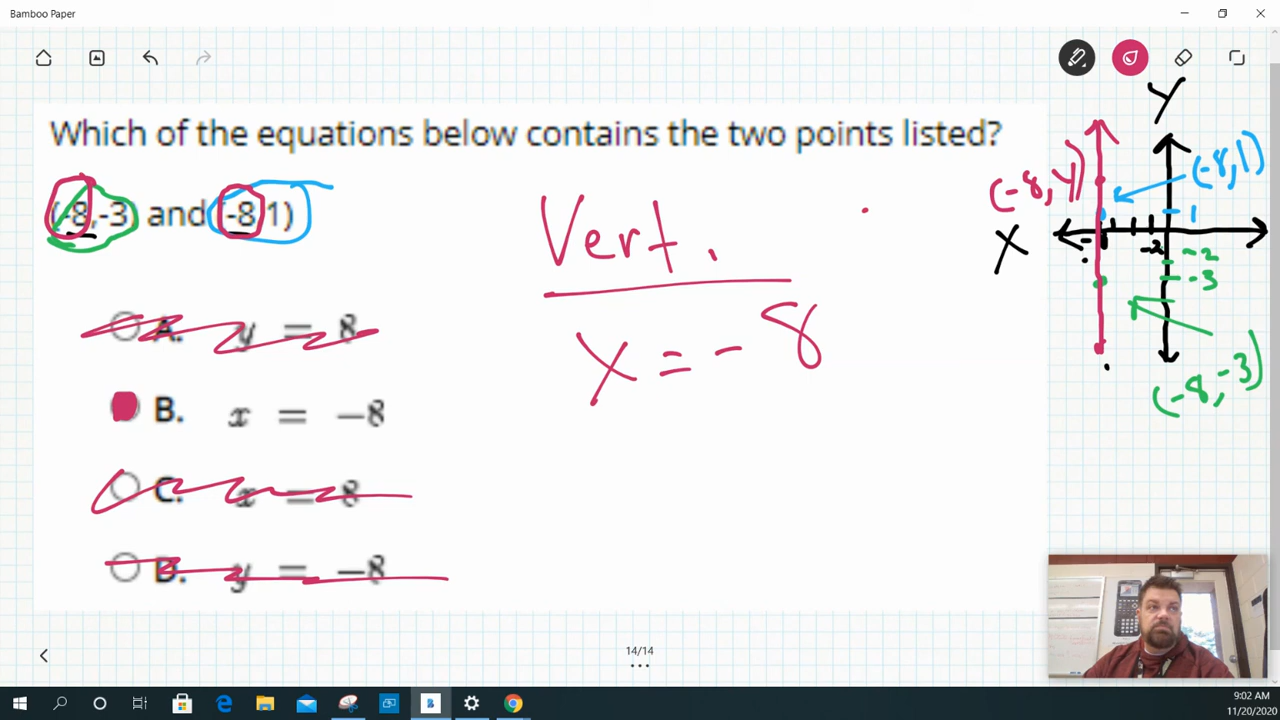 Bamboo Paper
Which of the equations below contains the two points listed?
(-8,-3) and (-8,1)
A. y = 8
B. x = −8
C. x = 8
D. y = −8
Vert.
x = - 8
Y
(-8,1)
(-8,4)
1
X
-2
-2
-3
(-8,-3)
14/14
9:02 AM
11/20/2020